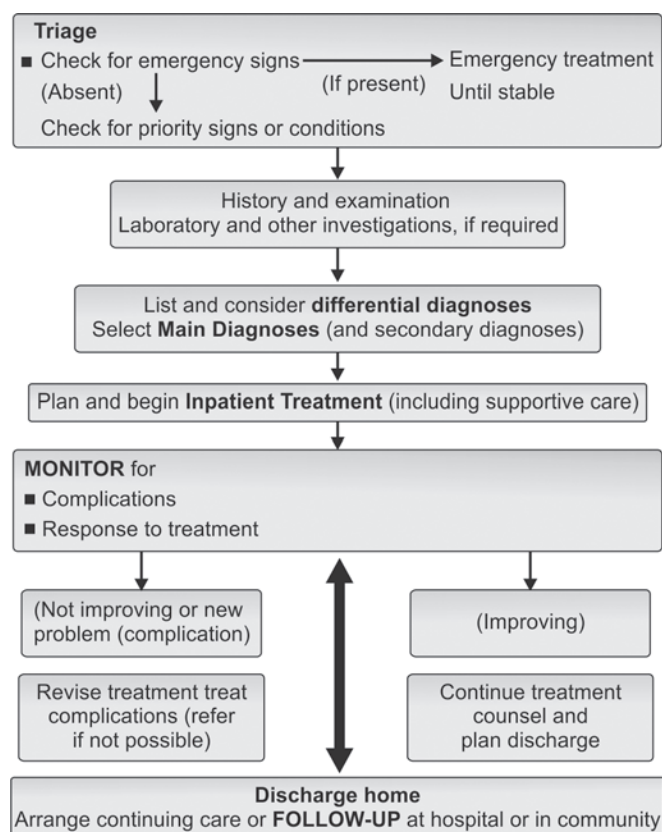 Triage
■ Check for emergency signs
(If present)
Emergency treatment
Until stable
(Absent)
Check for priority signs or conditions
History and examination
Laboratory and other investigations, if required
List and consider differential diagnoses
Select Main Diagnoses (and secondary diagnoses)
Plan and begin Inpatient Treatment (including supportive care)
MONITOR for
■ Complications
■ Response to treatment
(Not improving or new
problem (complication)
(Improving)
Revise treatment treat
complications (refer
if not possible)
Continue treatment
counsel and
plan discharge
Discharge home
Arrange continuing care or FOLLOW-UP at hospital or in community